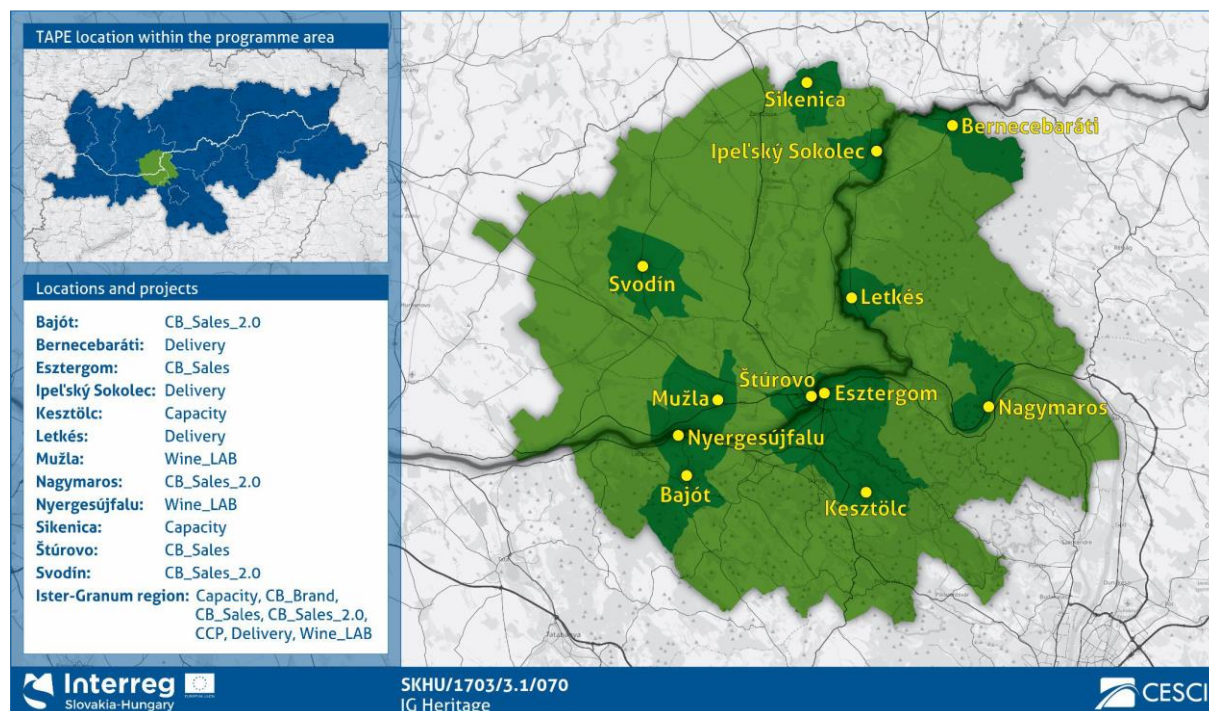 TAPE location within the programme area
Locations and projects
Bajót: CB_Sales_2.0
Bernecebaráti: Delivery
Esztergom: CB_Sales
Ipeľský Sokolec: Delivery
Kesztölc: Capacity
Letkés: Delivery
Mužla: Wine_LAB
Nagymaros: CB_Sales_2.0
Nyergesújfalu: Wine_LAB
Sikenica: Capacity
Štúrovo: CB_Sales
Svodín: CB_Sales_2.0
Ister-Granum region: Capacity, CB_Brand,
CB_Sales, CB_Sales_2.0,
CCP, Delivery, Wine_LAB
Sikenica
Bernecebaráti
Ipeľský Sokolec
Svodín
Letkés
Štúrovo
Esztergom
Mužla
Nagymaros
Nyergesújfalu
Bajót
Kesztölc
Tatabánya
Interreg
Slovakia-Hungary
EUROPEAN UNION
SKHU/1703/3.1/070
IG Heritage
CESCI